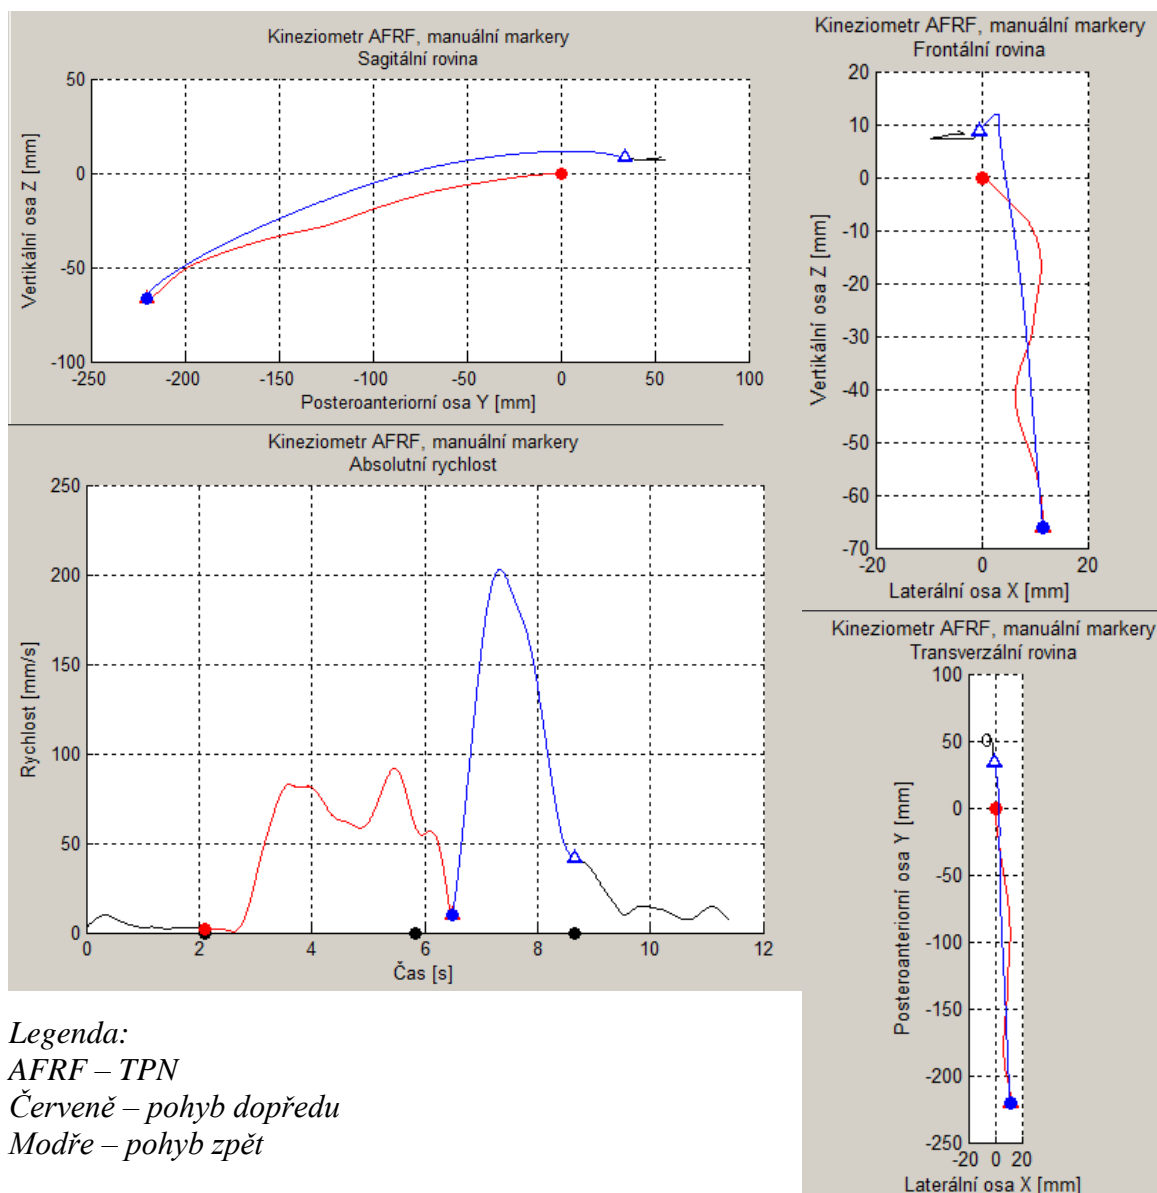 Kineziometr AFRF, manuální markery
Sagitální rovina
50
0
-50
-100
Vertikální osa Z [mm]
-250 -200 -150 -100 -50 0 50 100
Posteroanteriorní osa Y [mm]
Kineziometr AFRF, manuální markery
Frontální rovina
20
10
0
-10
-20
-30
-40
-50
-60
-70
Vertikální osa Z [mm]
-20 0 20
Laterální osa X [mm]
Kineziometr AFRF, manuální markery
Absolutní rychlost
250
200
150
100
50
0
Rychlost [mm/s]
0 2 4 6 8 10 12
Čas [s]
Kineziometr AFRF, manuální markery
Transverzální rovina
100
50
0
-50
-100
-150
-200
-250
Posteroanteriorní osa Y [mm]
-20 0 20
Laterální osa X [mm]
Legenda:
AFRF – TPN
Červeně – pohyb dopředu
Modře – pohyb zpět